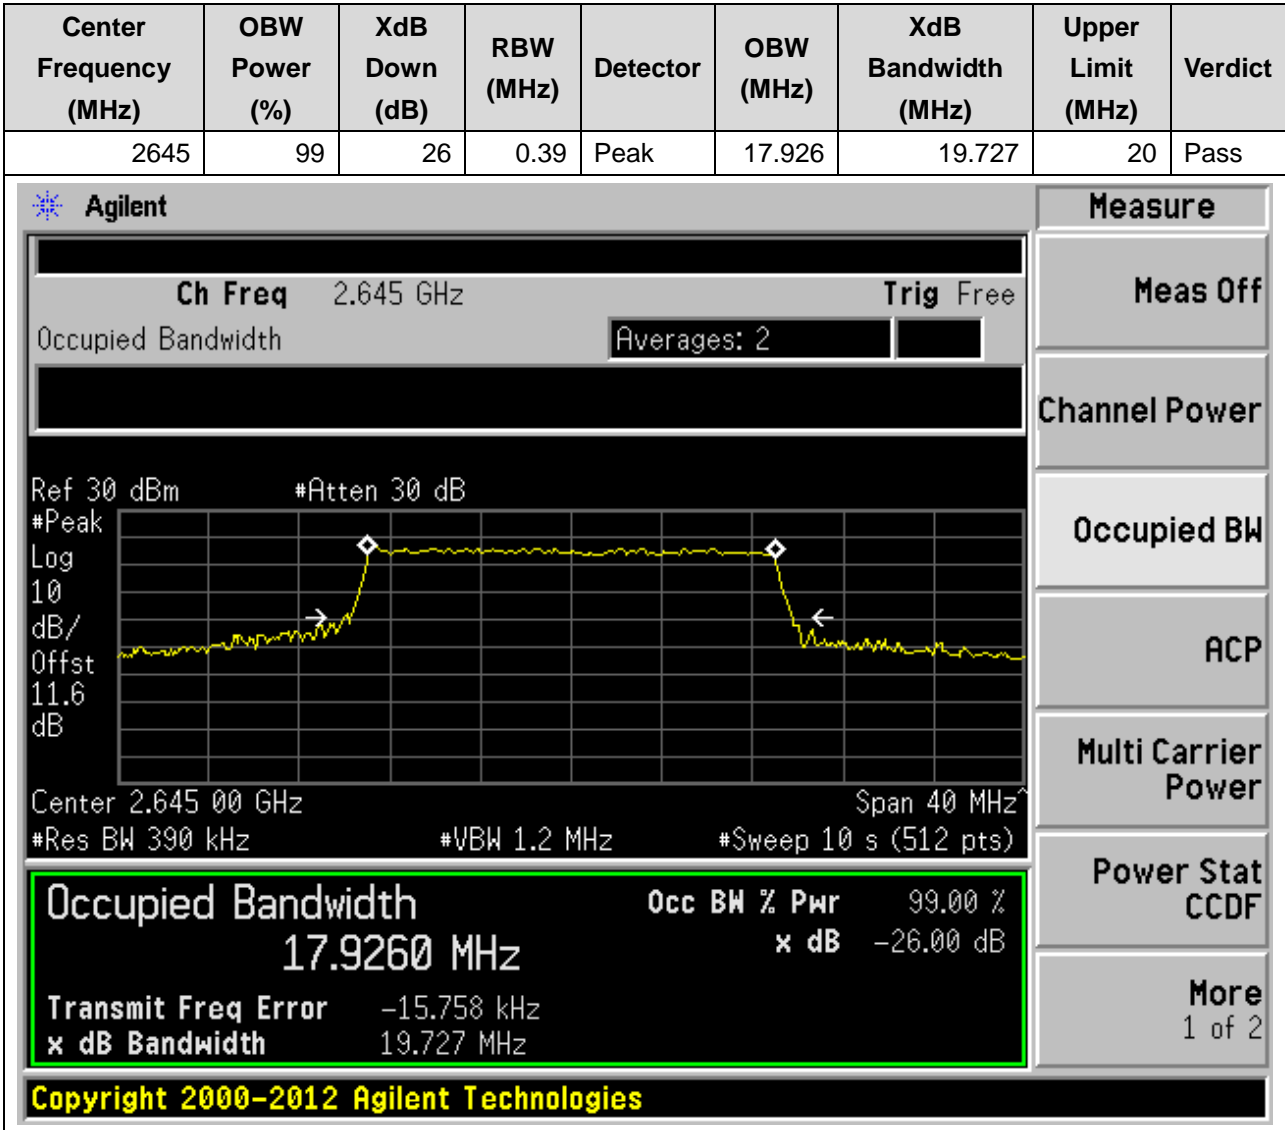 Center Frequency (MHz) OBW Power (%) XdB Down (dB) RBW (MHz) Detector OBW (MHz) XdB Bandwidth (MHz) Upper Limit (MHz) Verdict
2645 99 26 0.39 Peak 17.926 19.727 20 Pass
Agilent
Measure
Ch Freq 2.645 GHz Trig Free
Meas Off
Occupied Bandwidth Averages: 2
Channel Power
Ref 30 dBm #Atten 30 dB
#Peak
Log
10
dB/
Offst
11.6
dB
Occupied BW
ACP
Multi Carrier
Power
Center 2.645 00 GHz Span 40 MHz^
#Res BW 390 kHz #VBW 1.2 MHz #Sweep 10 s (512 pts)
Power Stat
CCDF
Occupied Bandwidth Occ BW % Pwr 99.00 %
17.9260 MHz x dB -26.00 dB
Transmit Freq Error -15.758 kHz
x dB Bandwidth 19.727 MHz
More
1 of 2
Copyright 2000-2012 Agilent Technologies